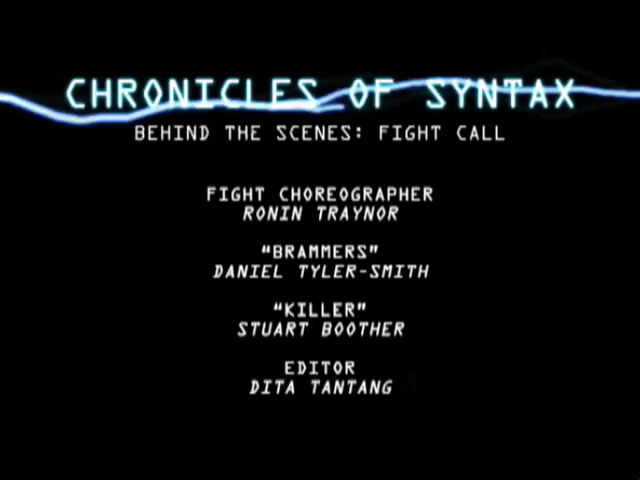 CHRONICLES OF SYNTAX
BEHIND THE SCENES: FIGHT CALL
FIGHT CHOREOGRAPHER
RONIN TRAYNOR
"BRAMMERS"
DANIEL TYLER-SMITH
"KILLER"
STUART BOOTHER
EDITOR
DITA TANTANG